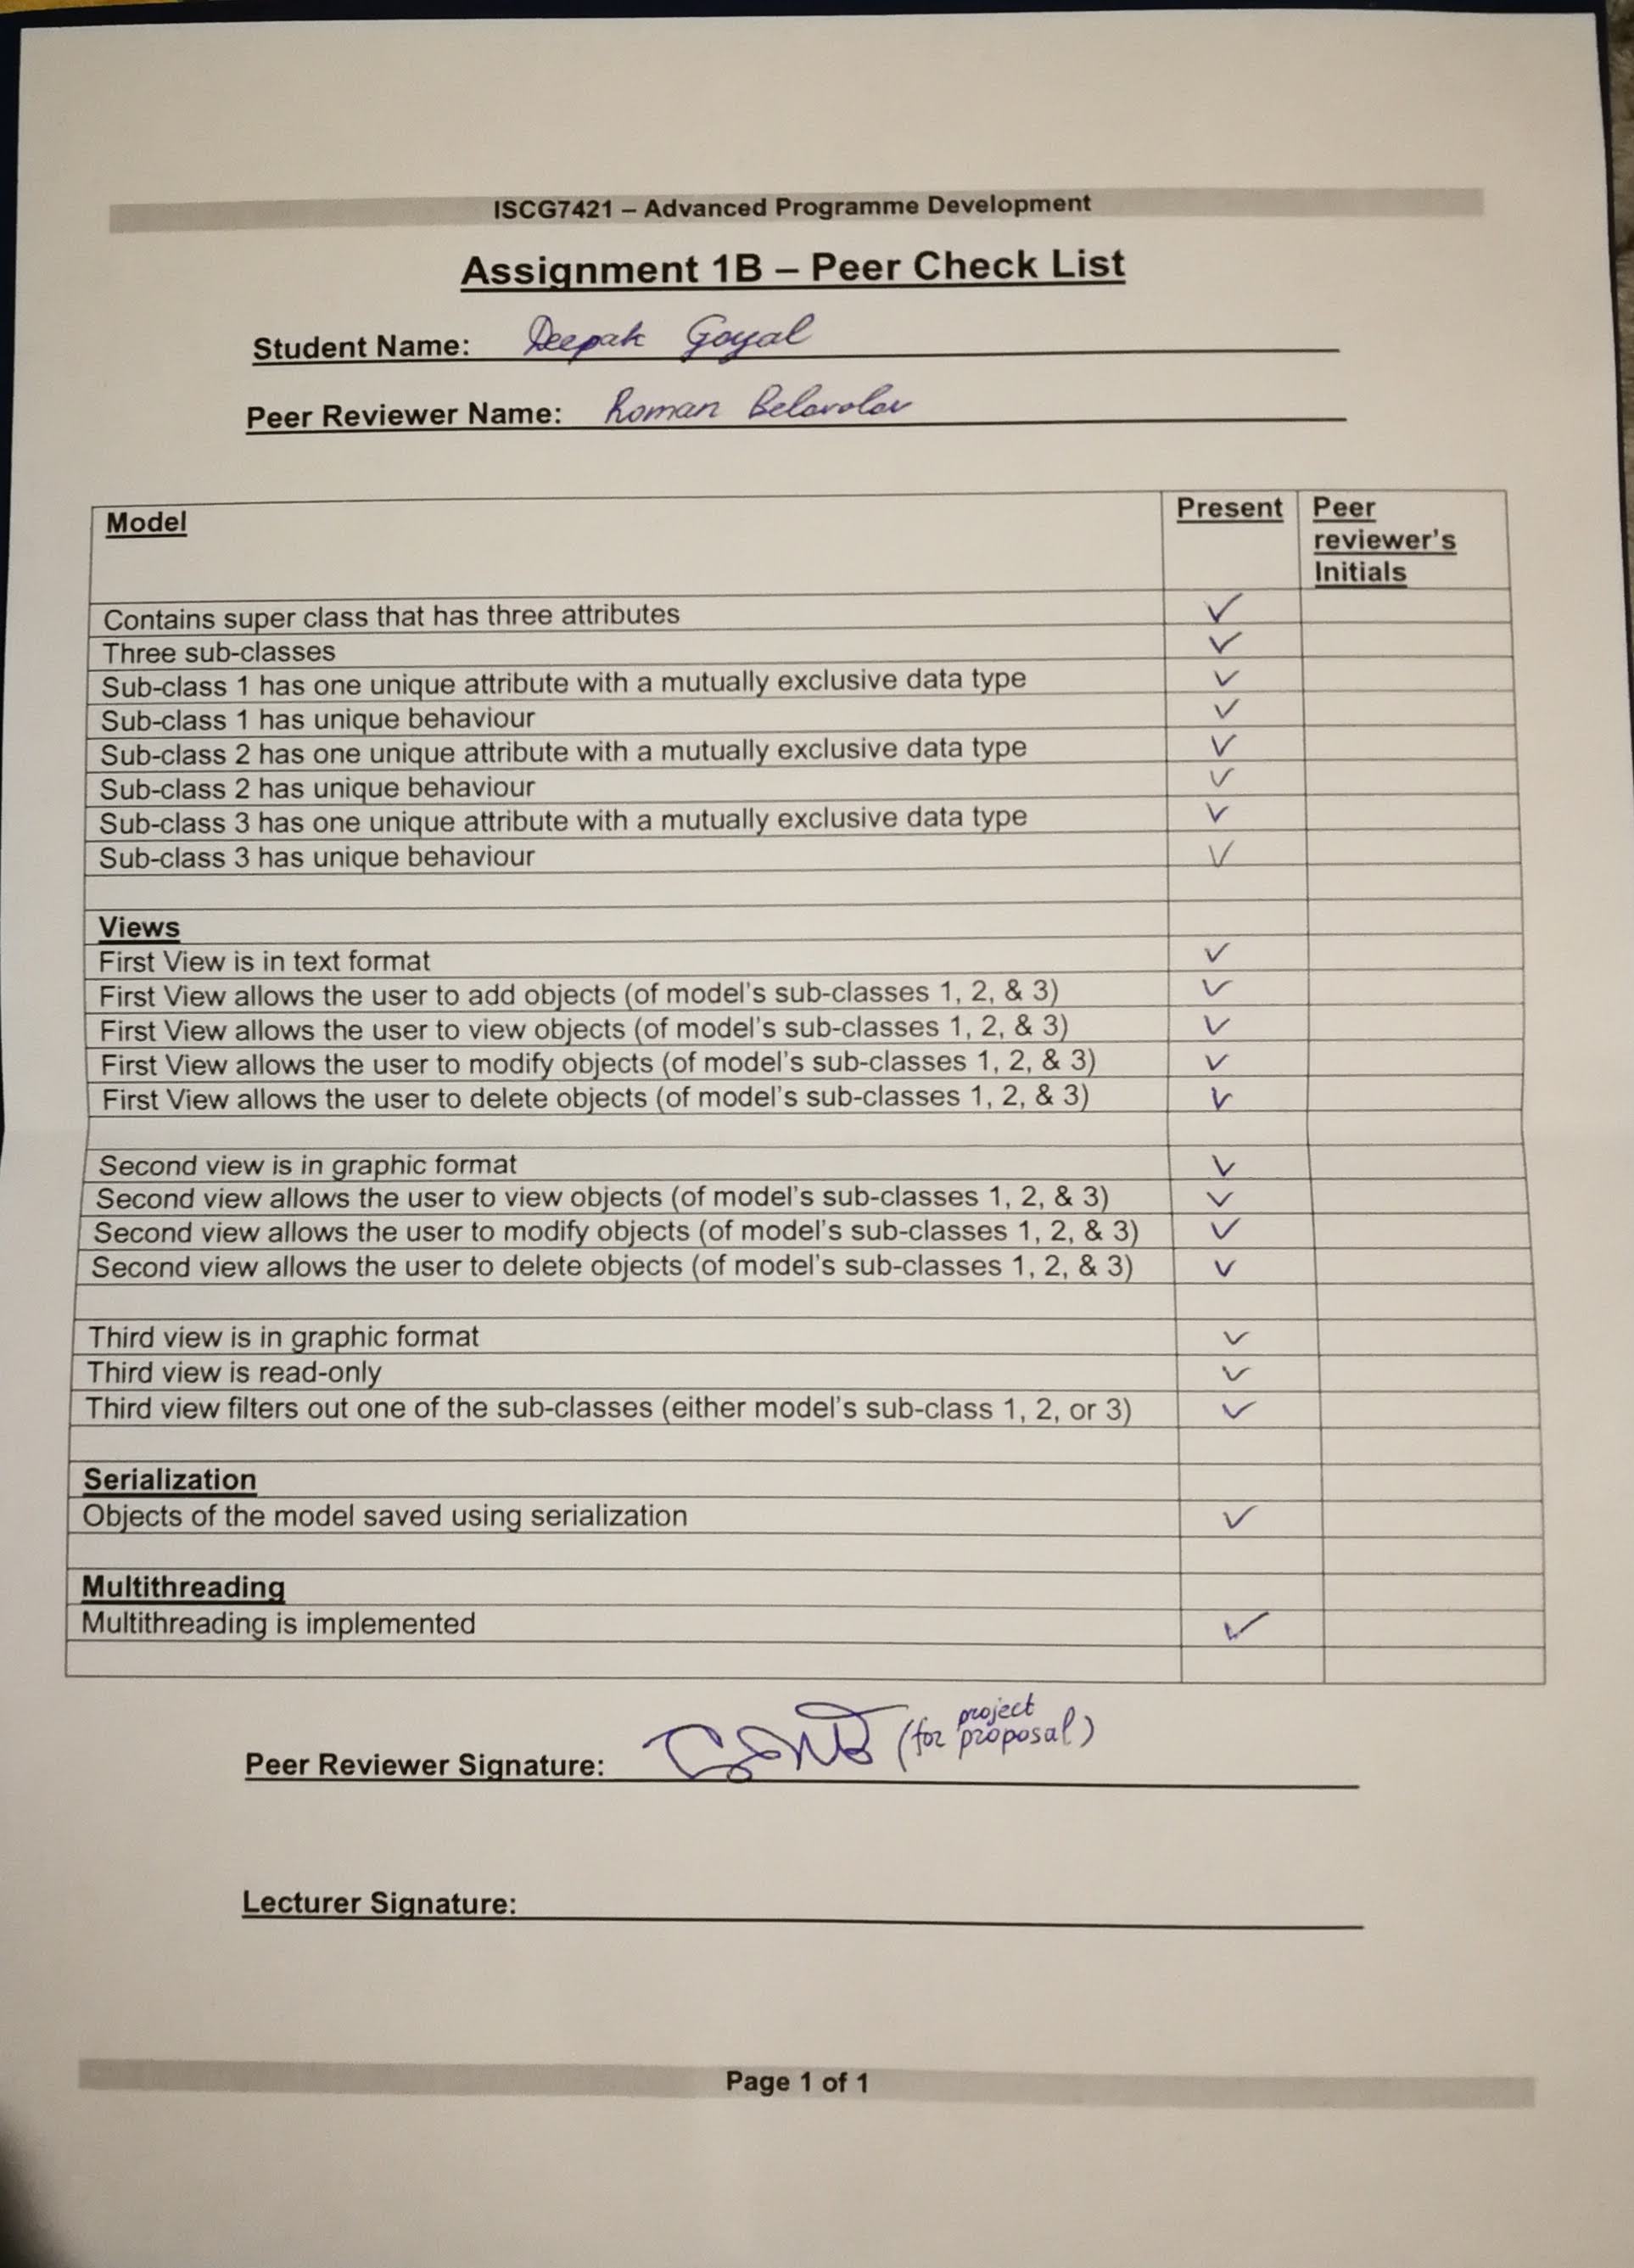 ISCG7421 – Advanced Programme Development
Assignment 1B – Peer Check List
Student Name: Deepak Goyal
Peer Reviewer Name: Roman
Model Present Peer
reviewer's
Initials
Contains super class that has three attributes ✓
Three sub-classes ✓
Sub-class 1 has one unique attribute with a mutually exclusive data type ✓
Sub-class 1 has unique behaviour ✓
Sub-class 2 has one unique attribute with a mutually exclusive data type ✓
Sub-class 2 has unique behaviour ✓
Sub-class 3 has one unique attribute with a mutually exclusive data type ✓
Sub-class 3 has unique behaviour ✓
Views
First View is in text format ✓
First View allows the user to add objects (of model's sub-classes 1, 2, & 3) ✓
First View allows the user to view objects (of model's sub-classes 1, 2, & 3) ✓
First View allows the user to modify objects (of model's sub-classes 1, 2, & 3) ✓
First View allows the user to delete objects (of model's sub-classes 1, 2, & 3) ✓
Second view is in graphic format ✓
Second view allows the user to view objects (of model's sub-classes 1, 2, & 3) ✓
Second view allows the user to modify objects (of model's sub-classes 1, 2, & 3) ✓
Second view allows the user to delete objects (of model's sub-classes 1, 2, & 3) ✓
Third view is in graphic format ✓
Third view is read-only ✓
Third view filters out one of the sub-classes (either model's sub-class 1, 2, or 3) ✓
Serialization
Objects of the model saved using serialization ✓
Multithreading
Multithreading is implemented ✓
Peer Reviewer Signature: (for project proposal)
Lecturer Signature:
Page 1 of 1